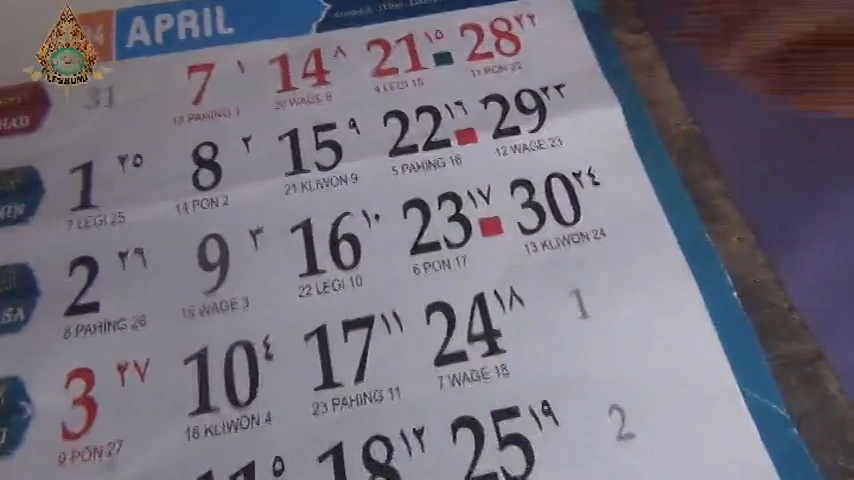 APRIL
LESBUMI
31 7 ١ 14 ٨ 21 ١٥ 28 ٢٢
PAHING 1 20 WAGE 8 4 LEGI 15 11 PON 22
1 ٢٥ 8 ٢ 15 ٩ 22 ١٦ 29 ٢٣
7 LEGI 25 14 PON 2 21 KLIWON 9 5 PAHING 16 12 WAGE 23
2 ٢٩ 9 ٣ 16 ١٠ 23 ١٧ 30 ٢٤
8 PAHING 26 15 WAGE 3 22 LEGI 10 6 PON 17 13 KLIWON 24
SA
3 ٢٧ 10 ٤ 17 ١١ 24 ١٨ 1
9 PON 27 16 KLIWON 4 23 PAHING 11 7 WAGE 18
11 ٥ 18 ١٢ 25 ١٩ 2